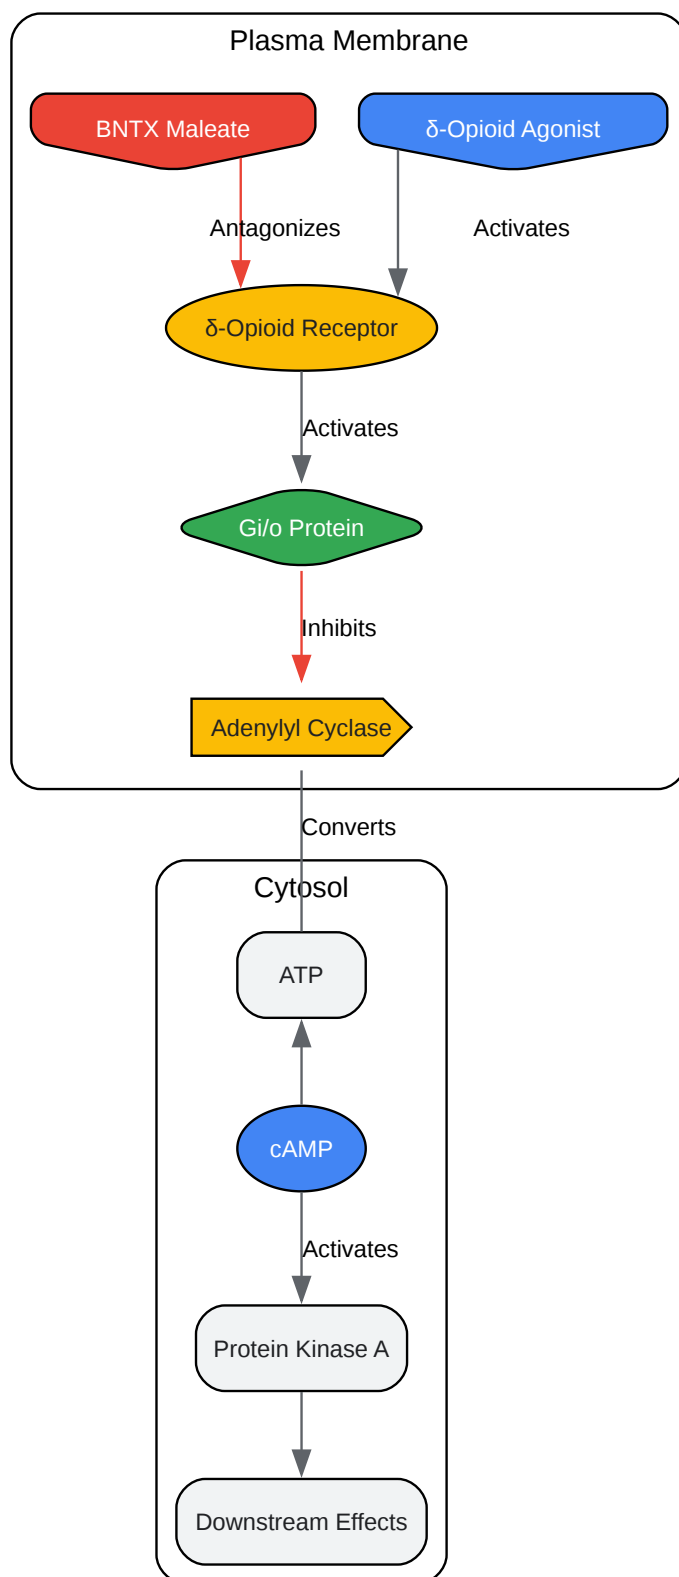 Plasma Membrane
BNTX Maleate
δ-Opioid Agonist
Antagonizes
Activates
δ-Opioid Receptor
Activates
Gi/o Protein
Inhibits
Adenylyl Cyclase
Converts
Cytosol
ATP
cAMP
Activates
Protein Kinase A
Downstream Effects